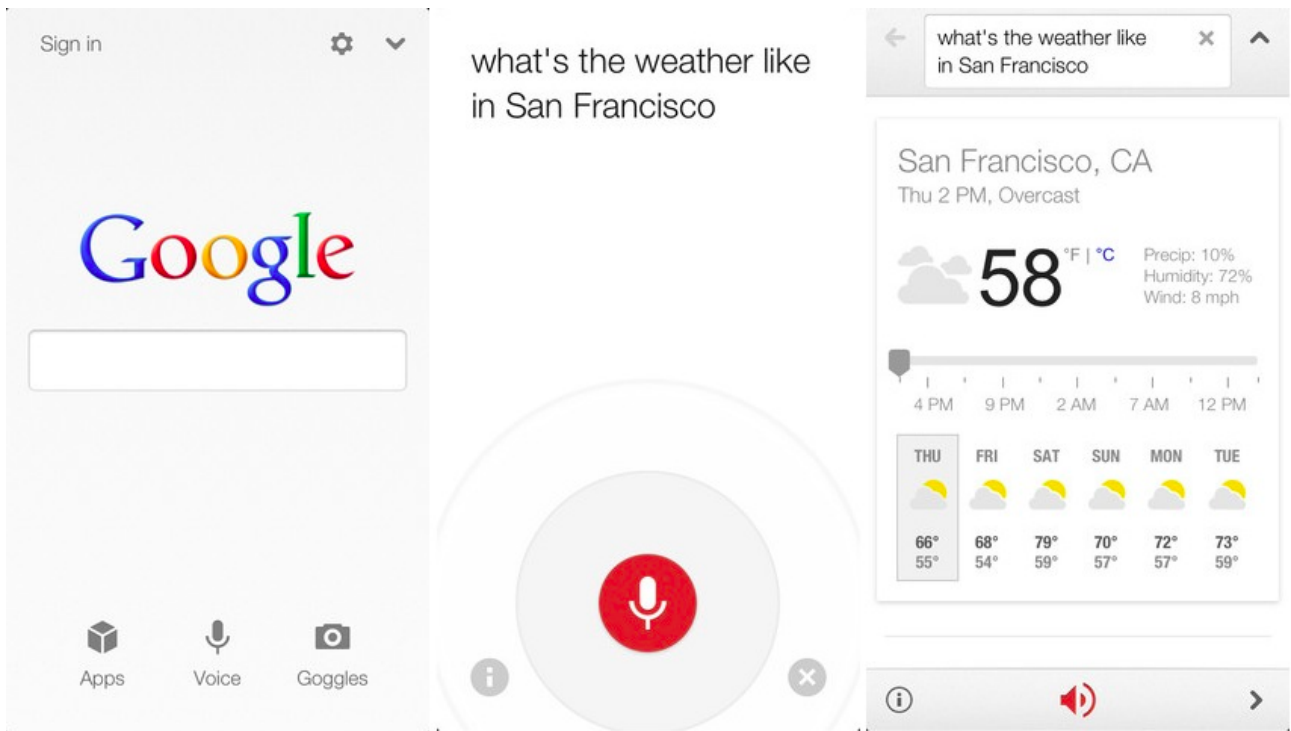 Sign in
Google
Apps Voice Goggles
what's the weather like
in San Francisco
what's the weather like
in San Francisco
San Francisco, CA
Thu 2 PM, Overcast
58 °F | °C
Precip: 10%
Humidity: 72%
Wind: 8 mph
4 PM 9 PM 2 AM 7 AM 12 PM
THU FRI SAT SUN MON TUE
66° 68° 79° 70° 72° 73°
55° 54° 59° 57° 57° 59°